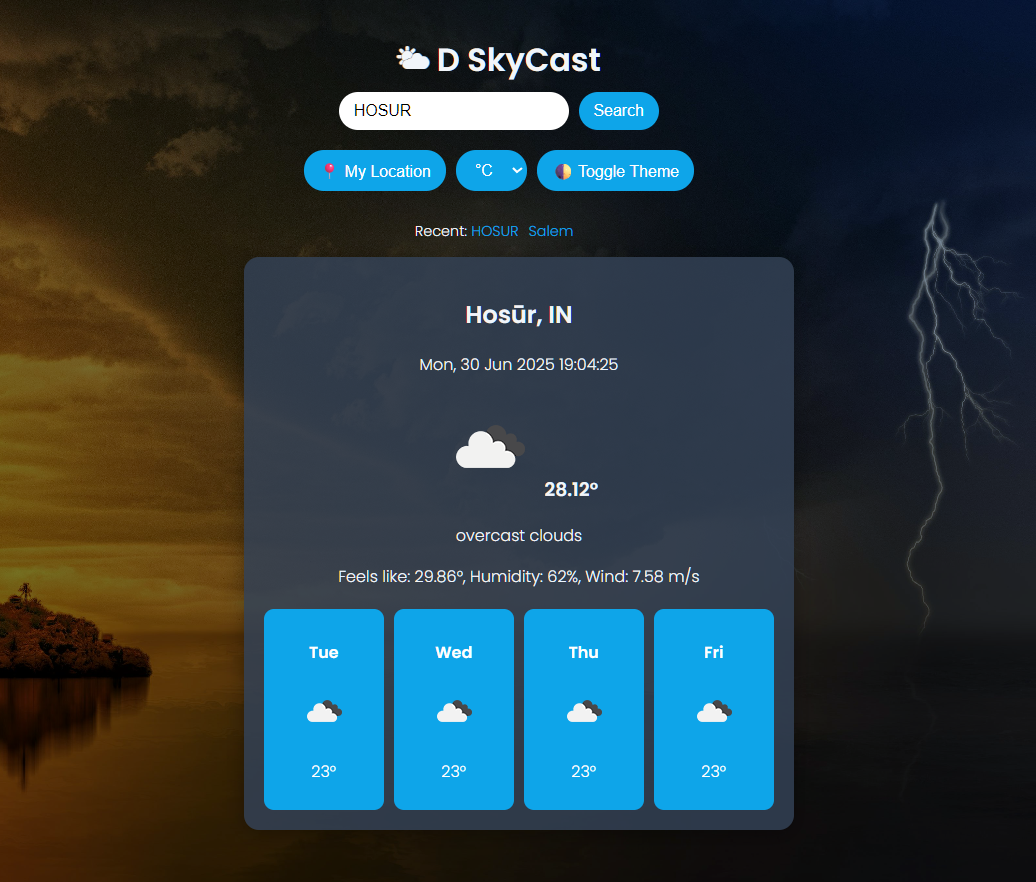 D SkyCast
HOSUR Search
My Location °C Toggle Theme
Recent: HOSUR Salem
Hosūr, IN
Mon, 30 Jun 2025 19:04:25
28.12°
overcast clouds
Feels like: 29.86°, Humidity: 62%, Wind: 7.58 m/s
Tue Wed Thu Fri
23° 23° 23° 23°